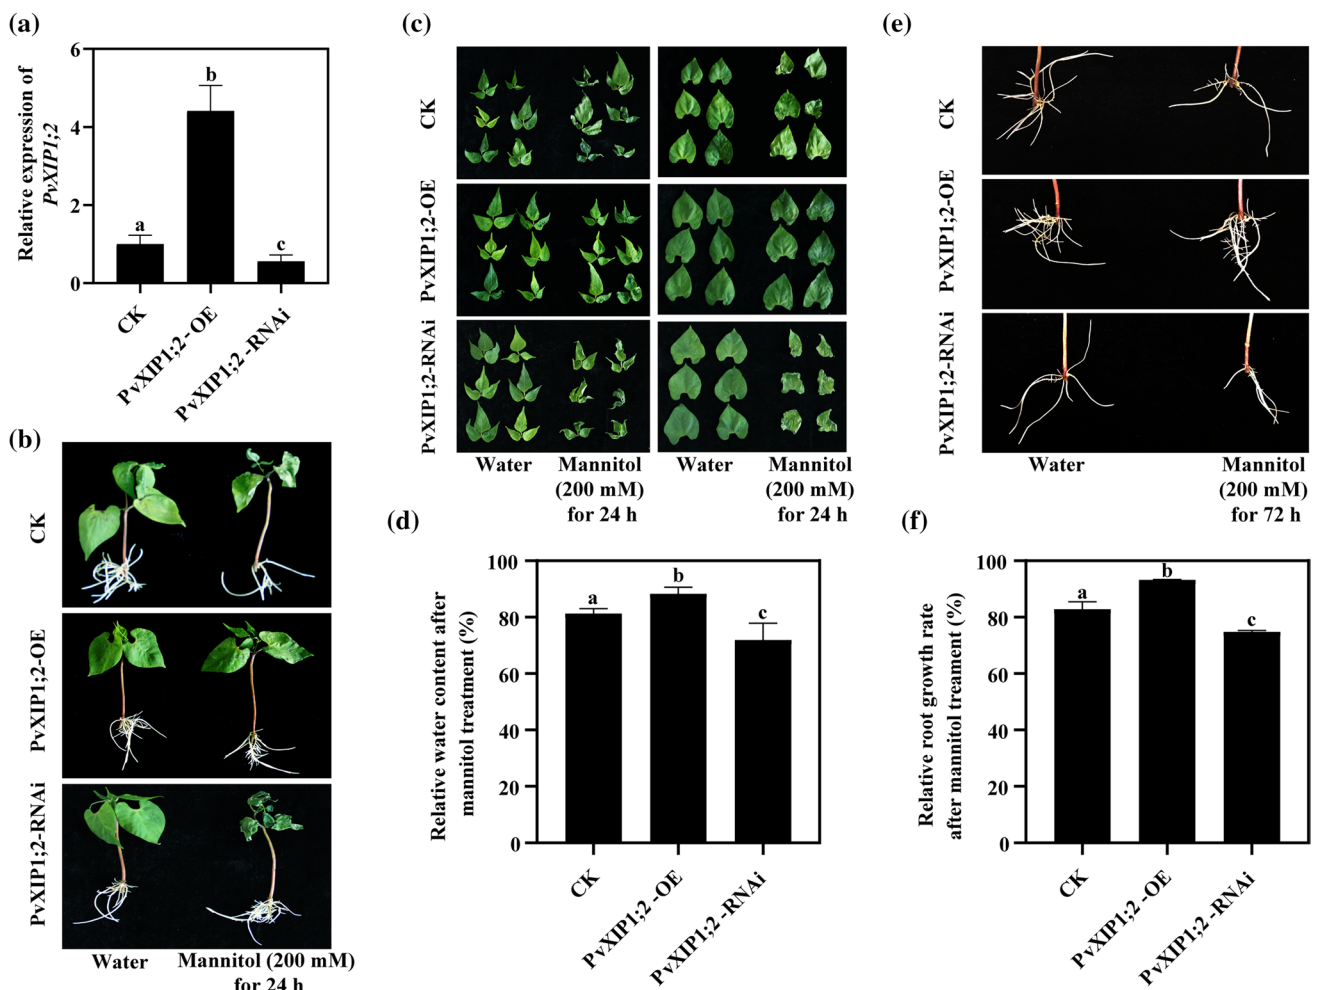 (a)
Relative expression of
PvXIP1;2
6
4
2
0
a
b
c
CK
PvXIP1;2-OE
PvXIP1;2-RNAi
(b)
CK
PvXIP1;2-OE
PvXIP1;2-RNAi
Water
Mannitol (200 mM)
for 24 h
(c)
CK
PvXIP1;2-OE
PvXIP1;2-RNAi
Water
Mannitol
(200 mM)
for 24 h
Water
Mannitol
(200 mM)
for 24 h
(d)
Relative water content after
mannitol treatment (%)
100
80
60
40
20
0
a
b
c
CK
PvXIP1;2-OE
PvXIP1;2-RNAi
(e)
CK
PvXIP1;2-OE
PvXIP1;2-RNAi
Water
Mannitol
(200 mM)
for 72 h
(f)
Relative root growth rate
after mannitol treament (%)
100
80
60
40
20
0
a
b
c
CK
PvXIP1;2-OE
PvXIP1;2-RNAi